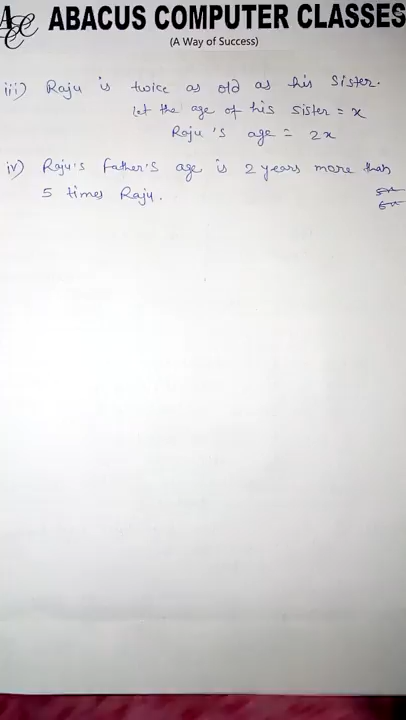 ACC ABACUS COMPUTER CLASSES
(A Way of Success)
iii) Raju is twice as old as his sister.
let the age of his sister = x
Raju's age = 2x
iv) Raju's father's age is 2 years more than
5 times Raju.